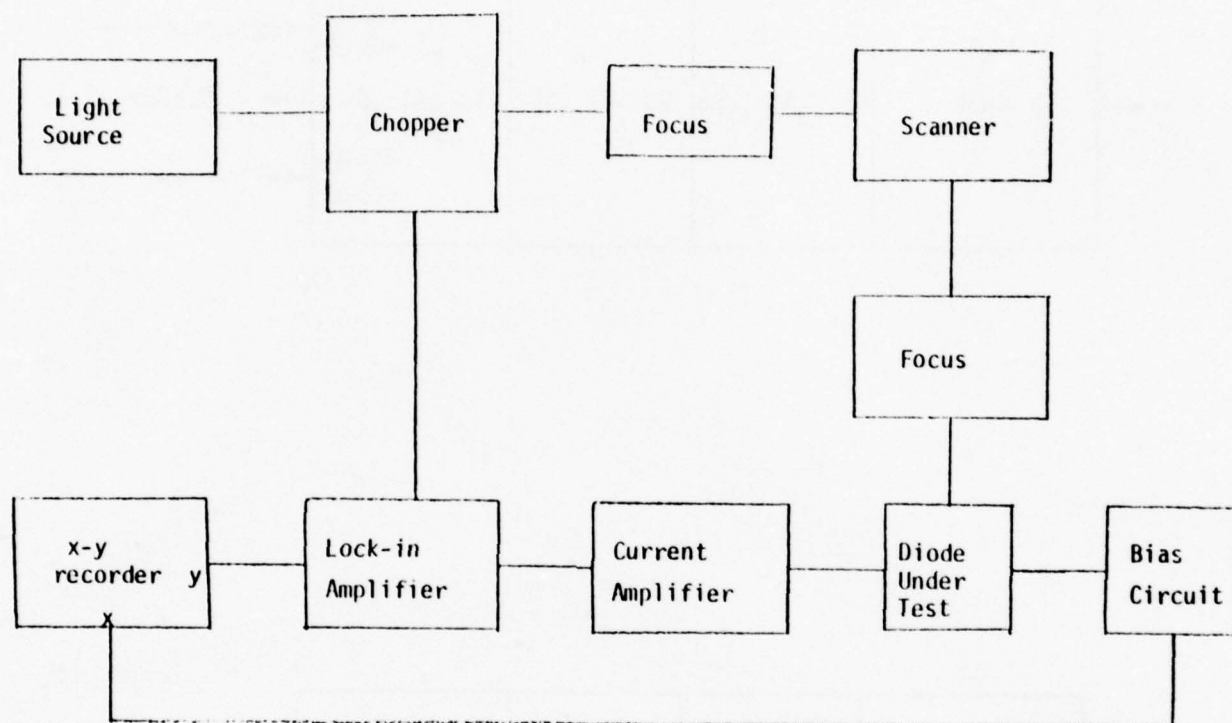 Light
Source
Chopper
Focus
Scanner
Focus
x-y
recorder y
x
Lock-in
Amplifier
Current
Amplifier
Diode
Under
Test
Bias
Circuit